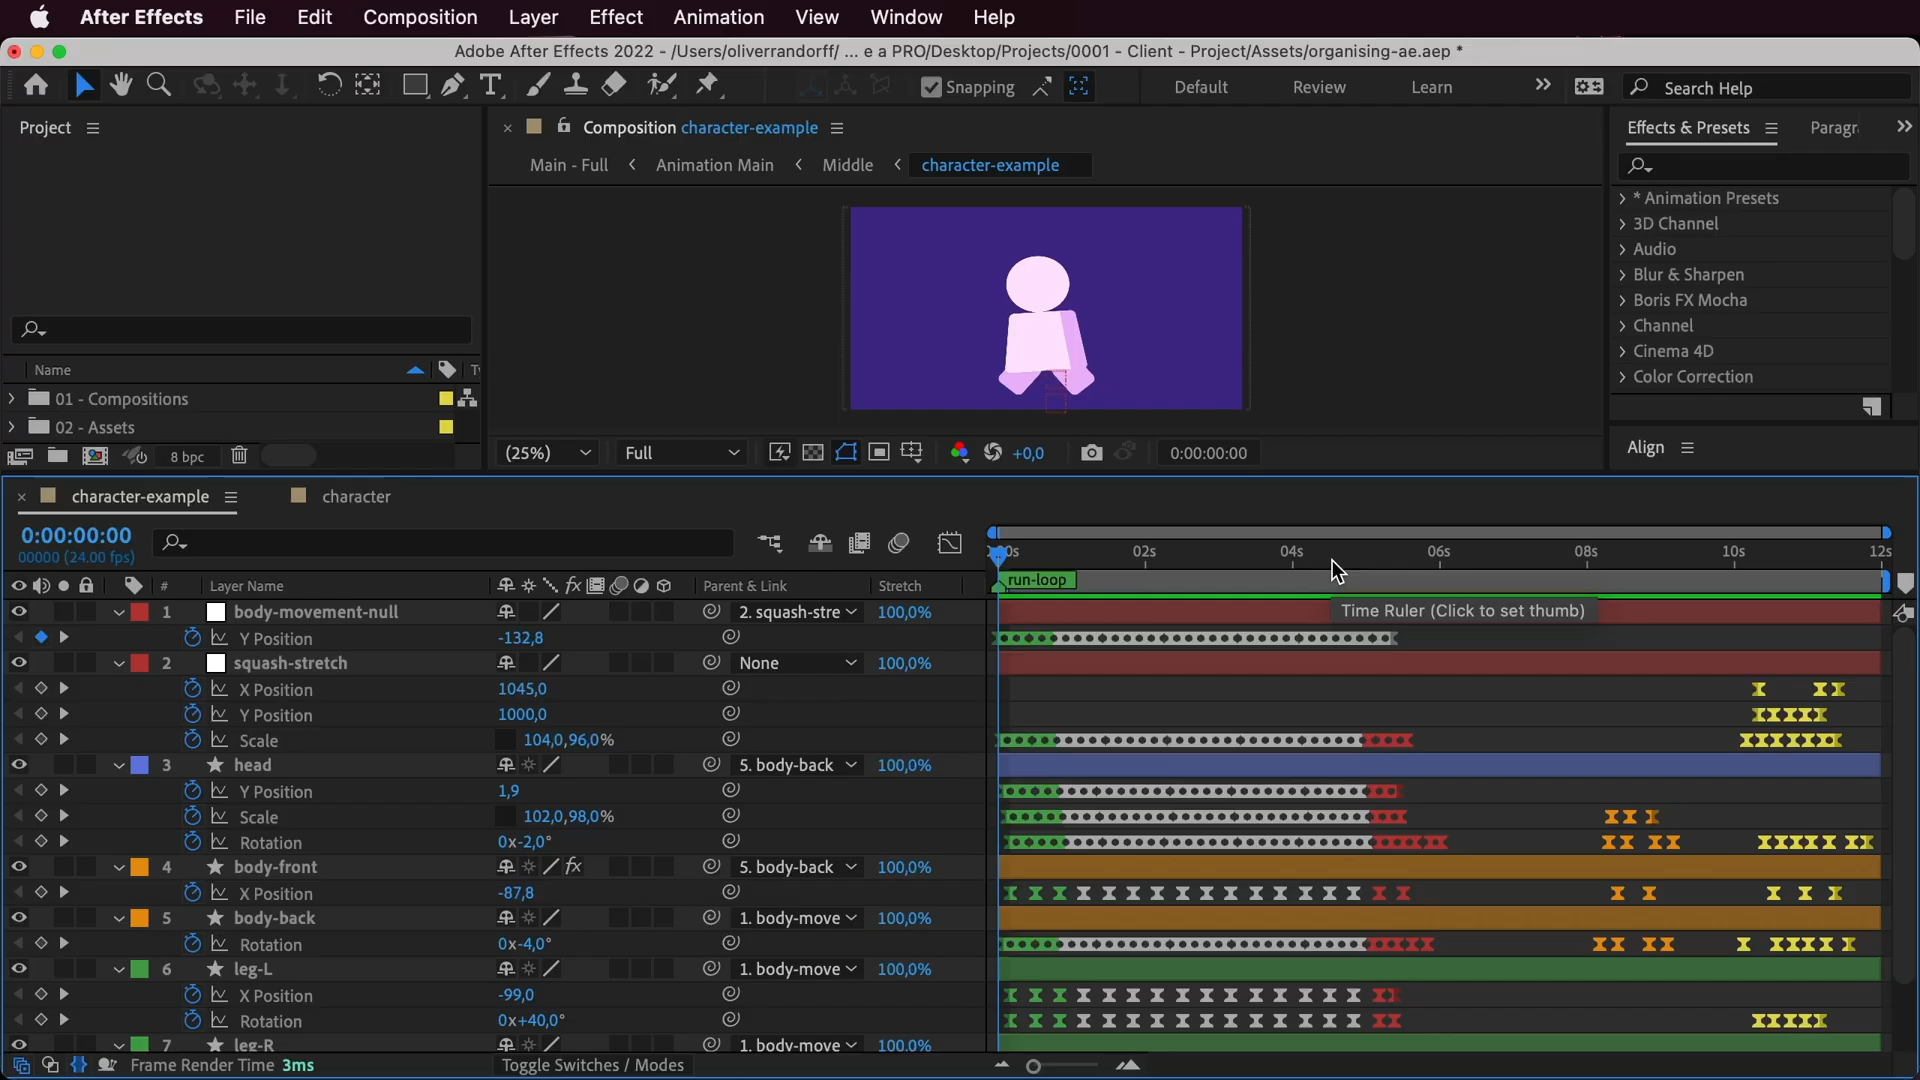 After Effects File Edit Composition Layer Effect Animation View Window Help
Adobe After Effects 2022 - /Users/oliverrandorff/ ... e a PRO/Desktop/Projects/0001 - Client - Project/Assets/organising-ae.aep *
Snapping Default Review Learn Search Help
Project
Composition character-example
Effects & Presets Paragr
Main - Full Animation Main Middle character-example
* Animation Presets
3D Channel
Audio
Blur & Sharpen
Boris FX Mocha
Channel
Cinema 4D
Color Correction
Name
01 - Compositions
02 - Assets
8 bpc
(25%) Full +0,0 0:00:00:00
Align
character-example character
0:00:00:00
00000 (24.00 fps)
02s 04s 06s 08s 10s 12s
# Layer Name fx Parent & Link Stretch
run-loop
Time Ruler (Click to set thumb)
1 body-movement-null 2. squash-stre 100,0%
Y Position -132,8
2 squash-stretch None 100,0%
X Position 1045,0
Y Position 1000,0
Scale 104,0,96,0%
3 head 5. body-back 100,0%
Y Position 1,9
Scale 102,0,98,0%
Rotation 0x-2,0°
4 body-front fx 5. body-back 100,0%
X Position -87,8
5 body-back 1. body-move 100,0%
Rotation 0x-4,0°
6 leg-L 1. body-move 100,0%
X Position -99,0
Rotation 0x+40,0°
7 leg-R 1. body-move 100,0%
Frame Render Time 3ms Toggle Switches / Modes